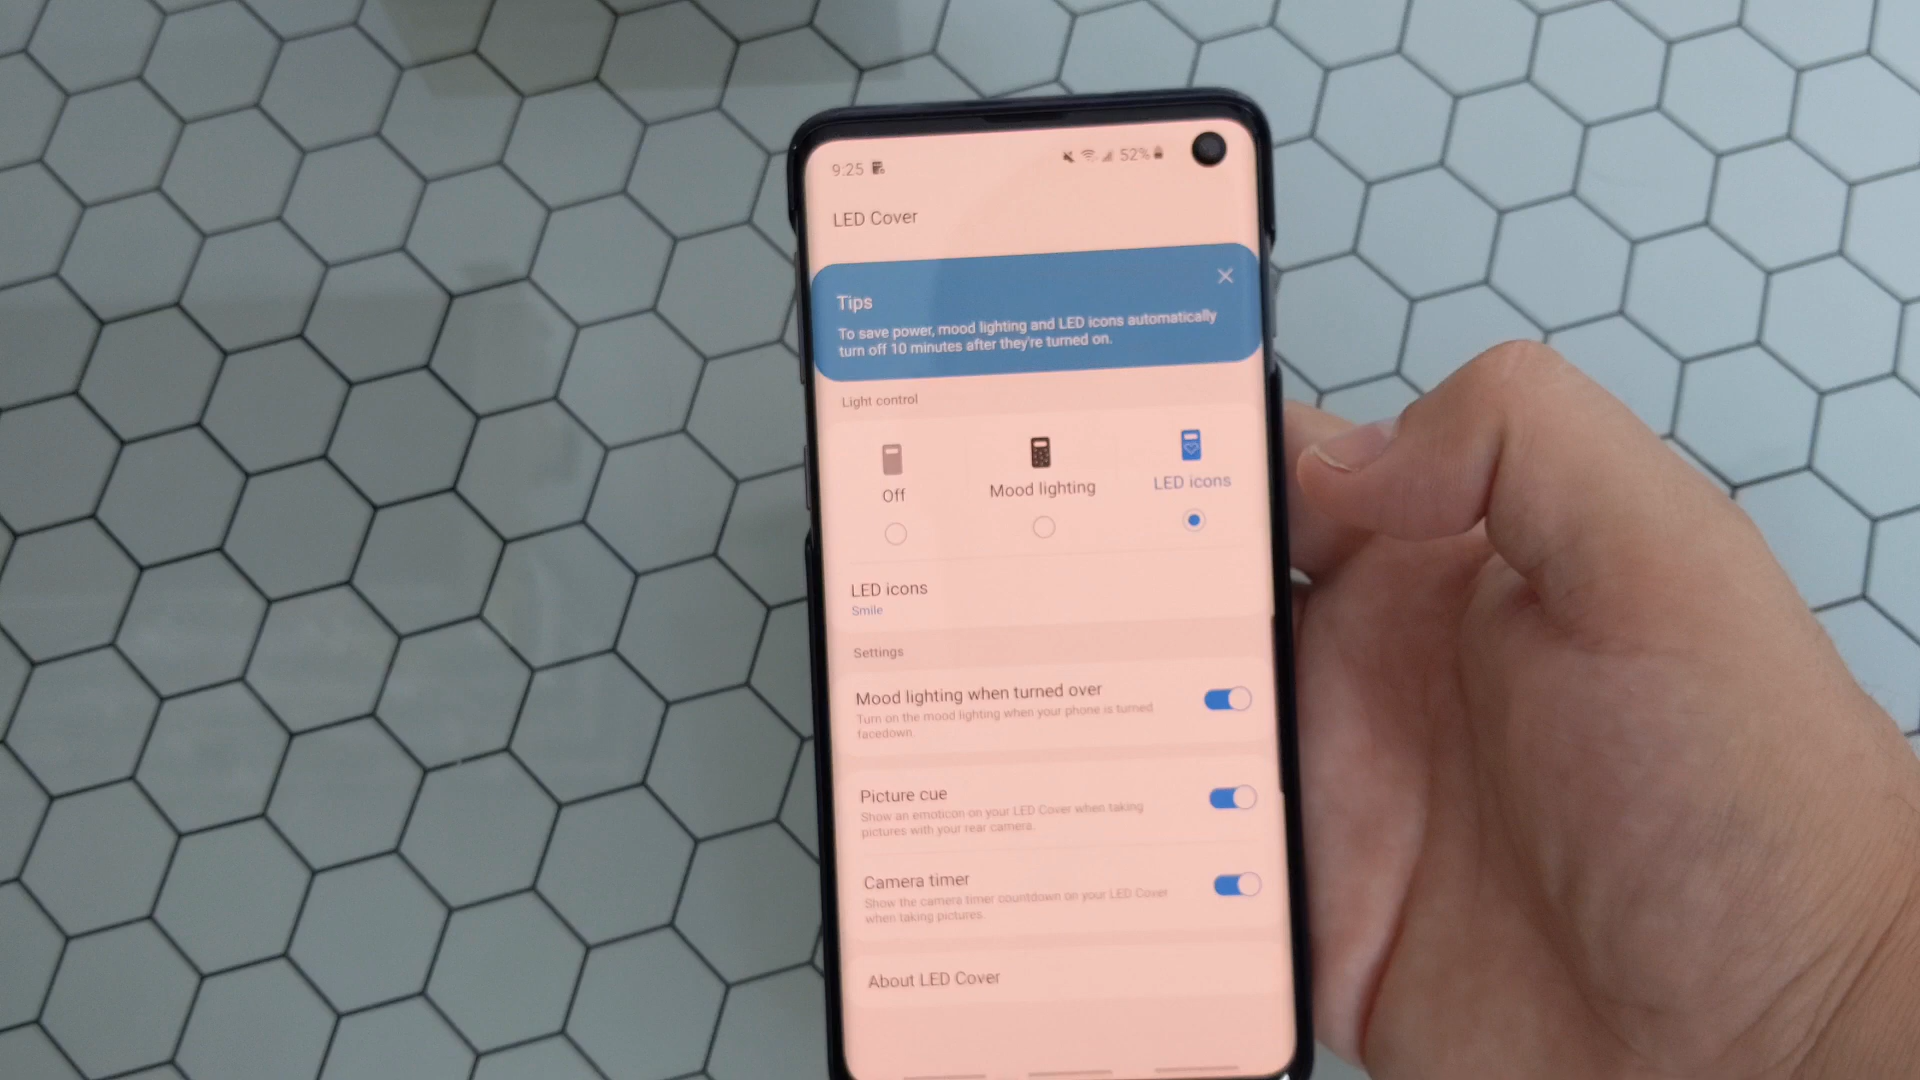 9:25 52%
LED Cover
Tips
To save power, mood lighting and LED icons automatically
turn off 10 minutes after they're turned on.
Light control
Off Mood lighting LED icons
LED icons
Smile
Settings
Mood lighting when turned over
Turn on the mood lighting when your phone is turned
facedown.
Picture cue
Show an emoticon on your LED Cover when taking
pictures with your rear camera.
Camera timer
Show the camera timer countdown on your LED Cover
when taking pictures.
About LED Cover